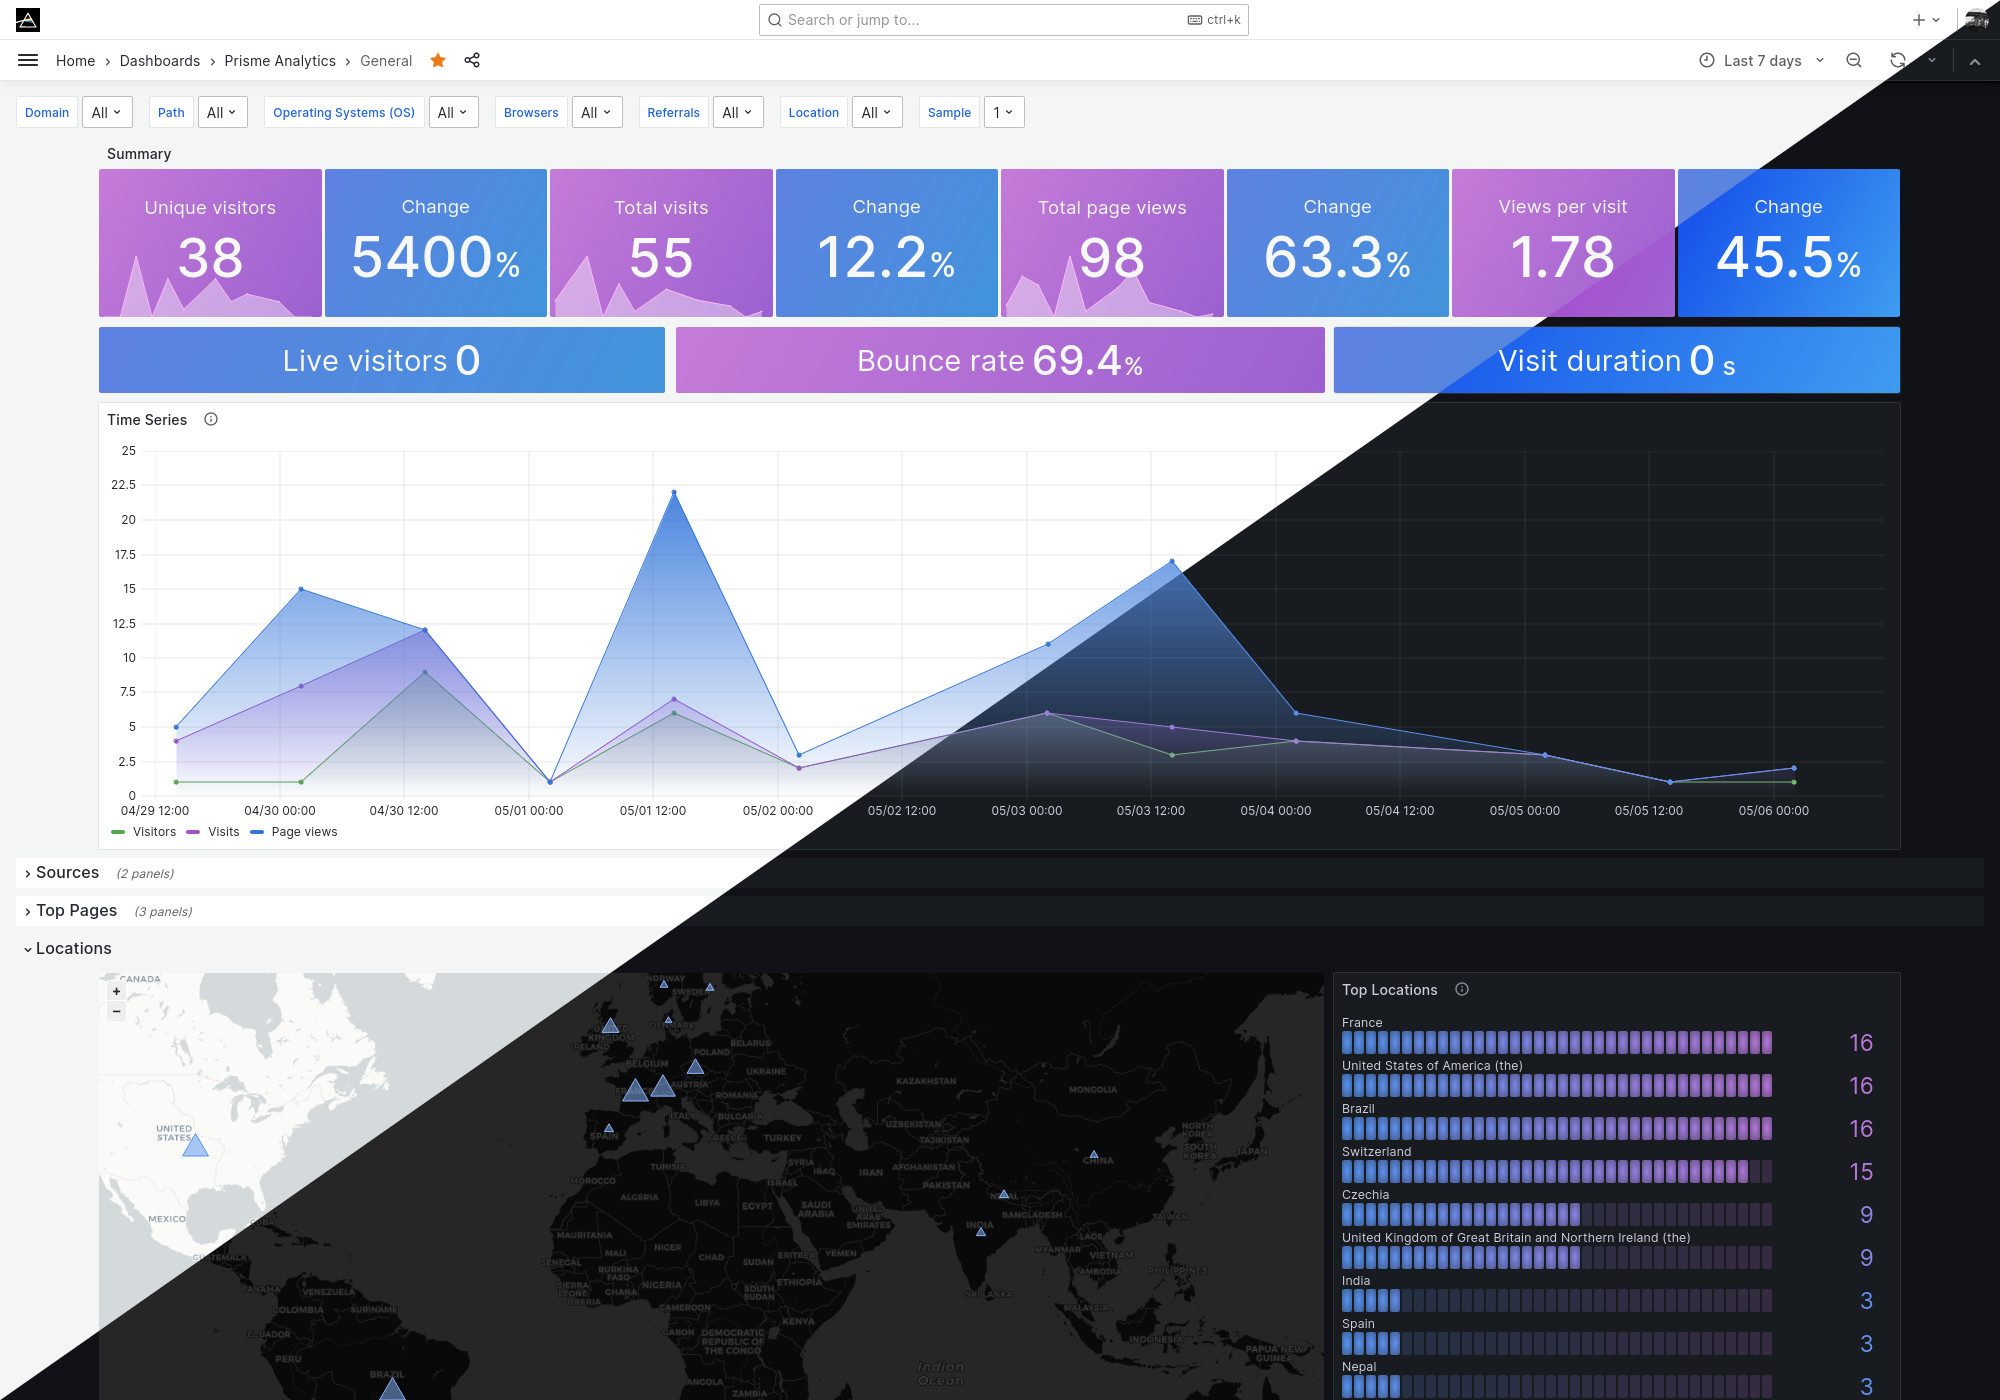 Search or jump to...
ctrl+k
Home › Dashboards › Prisme Analytics › General
Last 7 days
Domain All Path All Operating Systems (OS) All Browsers All Referrals All Location All Sample 1
Summary
Unique visitors
38
Change
5400%
Total visits
55
Change
12.2%
Total page views
98
Change
63.3%
Views per visit
1.78
Change
45.5%
Live visitors 0
Bounce rate 69.4%
Visit duration 0 s
Time Series
25
22.5
20
17.5
15
12.5
10
7.5
5
2.5
0
04/29 12:00 04/30 00:00 04/30 12:00 05/01 00:00 05/01 12:00 05/02 00:00 05/02 12:00 05/03 00:00 05/03 12:00 05/04 00:00 05/04 12:00 05/05 00:00 05/05 12:00 05/06 00:00
Visitors Visits Page views
Sources (2 panels)
Top Pages (3 panels)
Locations
+
−
CANADA
UNITED
STATES
MEXICO
CUBA
GUATEMALA
PANAMA
VENEZUELA
COLOMBIA
SURINAME
ECUADOR
PERU
BRAZIL
NORWAY
SWEDEN
DENMARK
KINGDOM
IRELAND
BELARUS
POLAND
BELGIUM
UKRAINE
AUSTRIA
ROMANIA
ITALY
BULGARIA
SPAIN
GREECE
TURKEY
KAZAKHSTAN
MONGOLIA
UZBEKISTAN
TAJIKISTAN
NORTH
KOREA
SOUTH
KOREA
JAPAN
TUNISIA
SYRIA
IRAQ
IRAN
AFGHANISTAN
CHINA
MOROCCO
ISRAEL
PAKISTAN
NEPAL
ALGERIA
LIBYA
EGYPT
SAUDI
ARABIA
UNITED
ARAB
EMIRATES
BANGLADESH
TAIWAN
INDIA
MAURITANIA
MALI
NIGER
CHAD
SUDAN
ERITREA
YEMEN
MYANMAR
LAOS
VIETNAM
SENEGAL
BURKINA
FASO
CAMBODIA
PHILIPPINES
SIERRA
LEONE
GHANA
NIGERIA
SOUTH
SUDAN
ETHIOPIA
SRI LANKA
LIBERIA
CAMEROON
MALAYSIA
KENYA
GABON
DEMOCRATIC
REPUBLIC OF
THE CONGO
INDONESIA
PAPUA NEW
GUINEA
Indian
Ocean
ANGOLA
ZAMBIA
Top Locations
France
16
United States of America (the)
16
Brazil
16
Switzerland
15
Czechia
9
United Kingdom of Great Britain and Northern Ireland (the)
9
India
3
Spain
3
Nepal
3